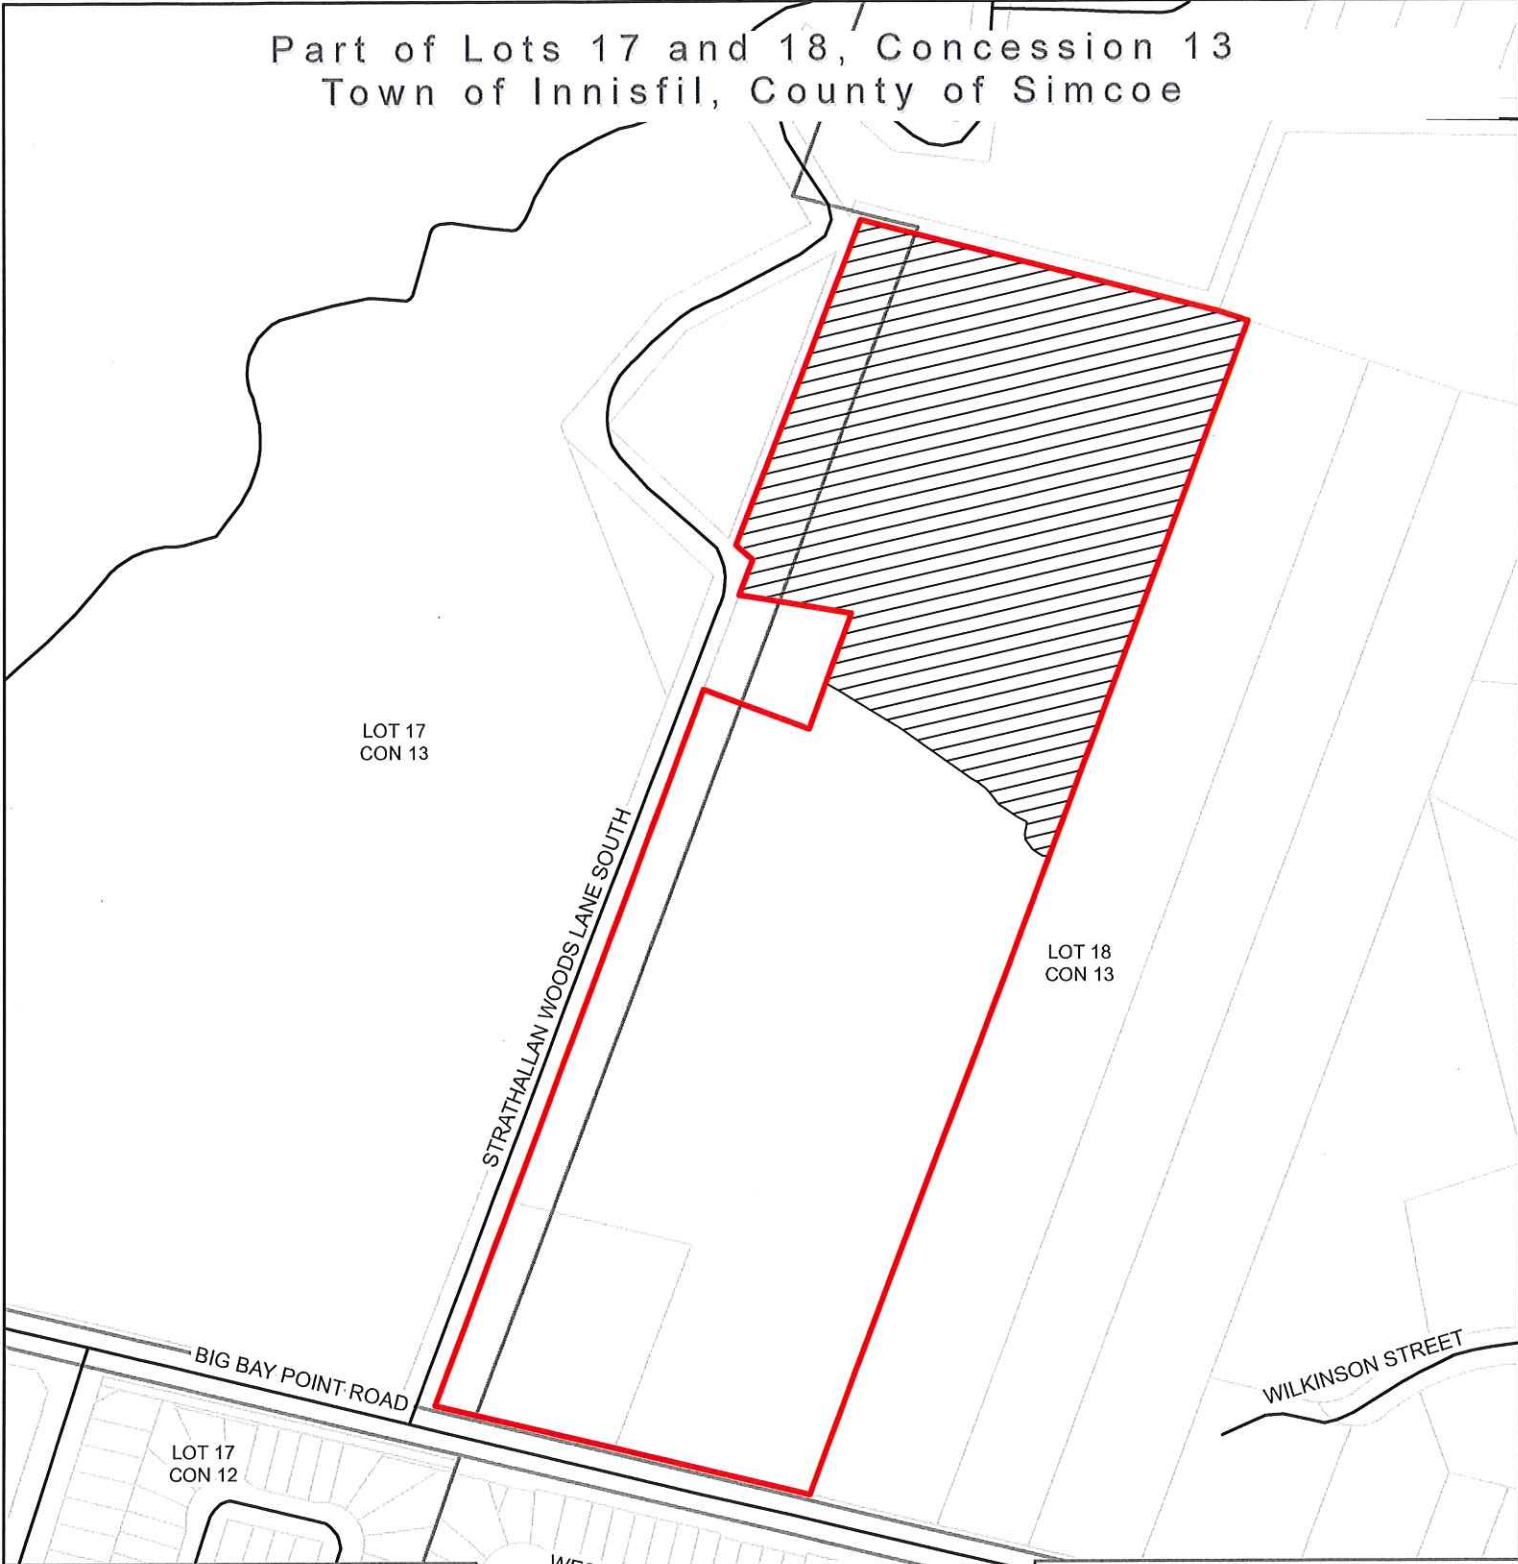 Part of Lots 17 and 18, Concession 13
Town of Innisfil, County of Simcoe
LOT 17
CON 13
STRATHALLAN WOODS LANE SOUTH
LOT 18
CON 13
BIG BAY POINT ROAD
WILKINSON STREET
LOT 17
CON 12